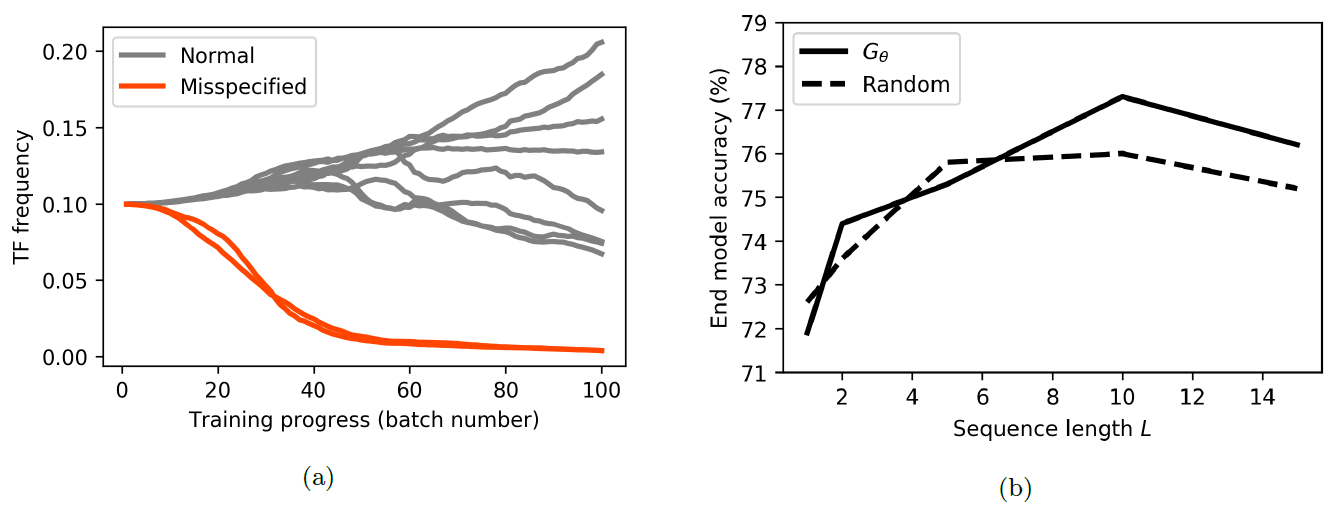 Normal
Misspecified
TF frequency
0.20
0.15
0.10
0.05
0.00
0 20 40 60 80 100
Training progress (batch number)
(a)
Gθ
Random
End model accuracy (%)
79
78
77
76
75
74
73
72
71
2 4 6 8 10 12 14
Sequence length L
(b)